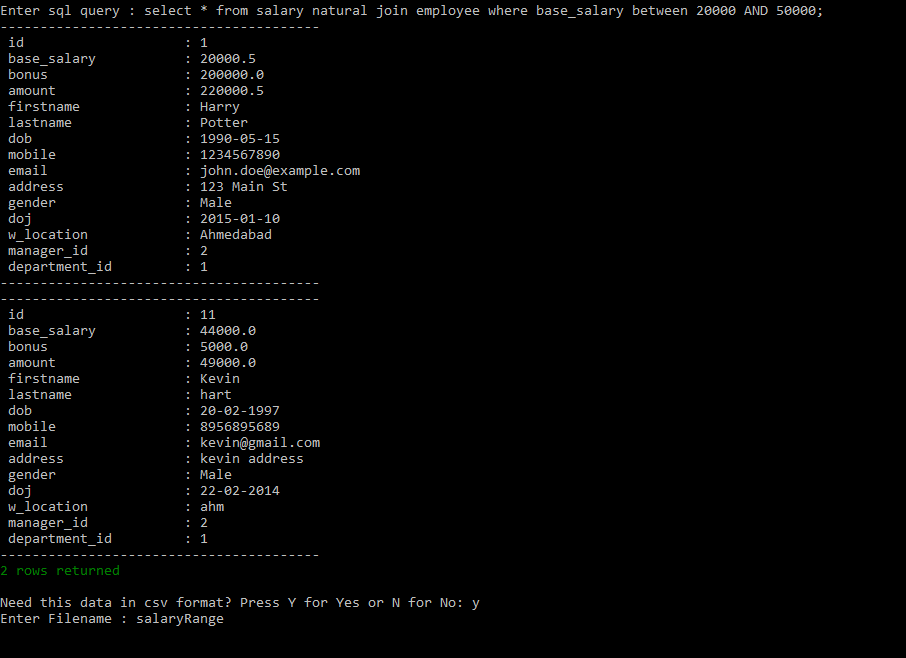 Enter sql query : select * from salary natural join employee where base_salary between 20000 AND 50000;
----------------------------------------
id : 1
base_salary : 20000.5
bonus : 200000.0
amount : 220000.5
firstname : Harry
lastname : Potter
dob : 1990-05-15
mobile : 1234567890
email : john.doe@example.com
address : 123 Main St
gender : Male
doj : 2015-01-10
w_location : Ahmedabad
manager_id : 2
department_id : 1
----------------------------------------
----------------------------------------
id : 11
base_salary : 44000.0
bonus : 5000.0
amount : 49000.0
firstname : Kevin
lastname : hart
dob : 20-02-1997
mobile : 8956895689
email : kevin@gmail.com
address : kevin address
gender : Male
doj : 22-02-2014
w_location : ahm
manager_id : 2
department_id : 1
----------------------------------------
2 rows returned
Need this data in csv format? Press Y for Yes or N for No: y
Enter Filename : salaryRange